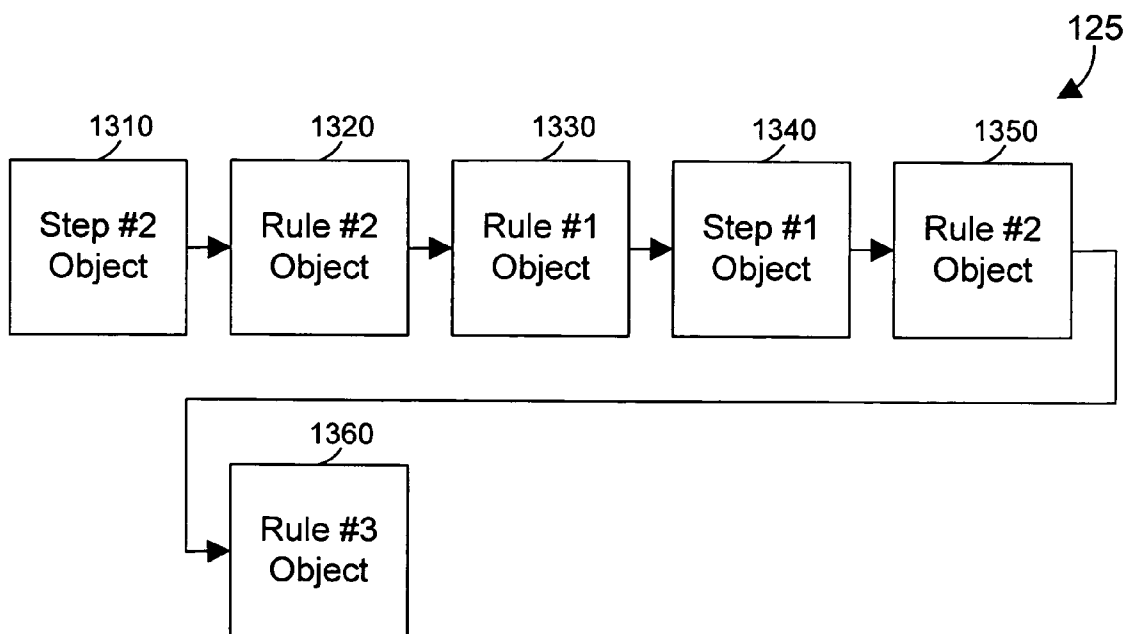 125
1310
1320
1330
1340
1350
Step #2
Object
Rule #2
Object
Rule #1
Object
Step #1
Object
Rule #2
Object
1360
Rule #3
Object